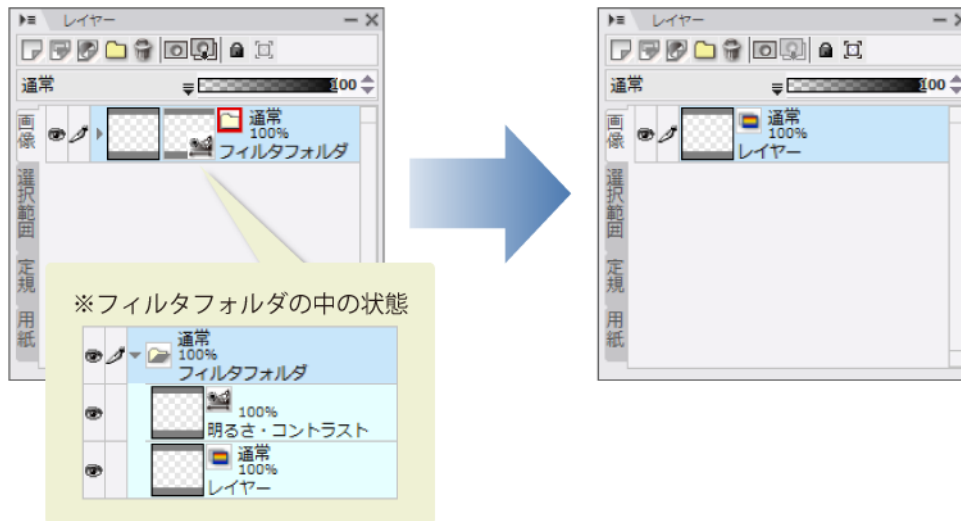 レイヤー
通常
100
画像
選択範囲
定規
用紙
通常
100%
フィルタフォルダ
※フィルタフォルダの中の状態
通常
100%
フィルタフォルダ
100%
明るさ・コントラスト
通常
100%
レイヤー
レイヤー
通常
100
画像
選択範囲
定規
用紙
通常
100%
レイヤー